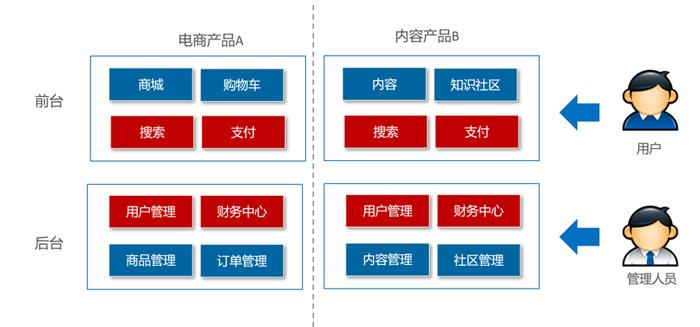 电商产品A
内容产品B
前台
商城
购物车
内容
知识社区
搜索
支付
搜索
支付
用户
用户管理
财务中心
用户管理
财务中心
后台
商品管理
订单管理
内容管理
社区管理
管理人员